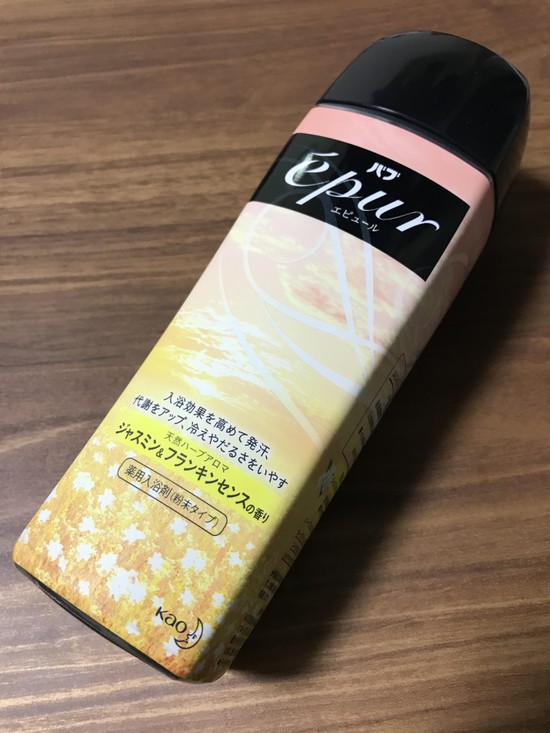 バブ
épur
エピュール
入浴効果を高めて発汗、
代謝をアップ、冷えやだるさをいやす
天然ハーブアロマ
ジャスミン&フランキンセンスの香り
薬用入浴剤(粉末タイプ)
Kao